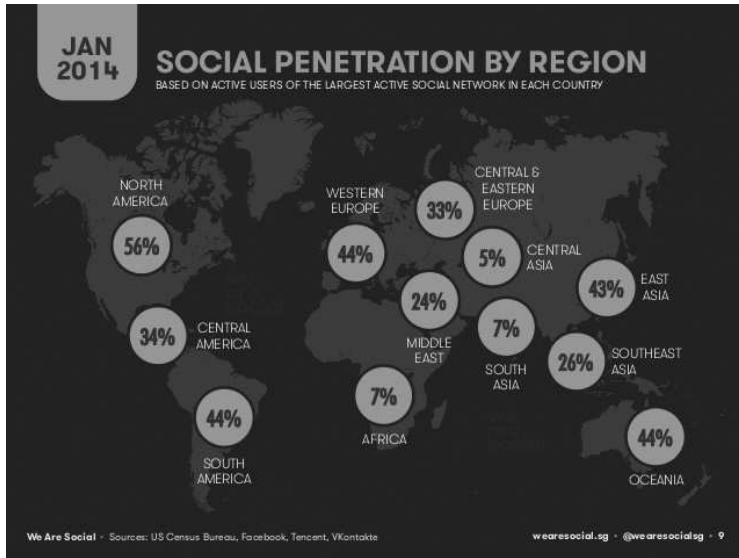 JAN
2014
SOCIAL PENETRATION BY REGION
BASED ON ACTIVE USERS OF THE LARGEST ACTIVE SOCIAL NETWORK IN EACH COUNTRY
NORTH
AMERICA
56%
WESTERN
EUROPE
44%
CENTRAL &
EASTERN
EUROPE
33%
CENTRAL
ASIA
5%
EAST
ASIA
43%
CENTRAL
AMERICA
34%
MIDDLE
EAST
24%
SOUTH
ASIA
7%
SOUTHEAST
ASIA
26%
SOUTH
AMERICA
44%
AFRICA
7%
OCEANIA
44%
We Are Social • Sources: US Census Bureau, Facebook, Tencent, VKontakte
wearesocial.sg • @wearesocialsg • 9